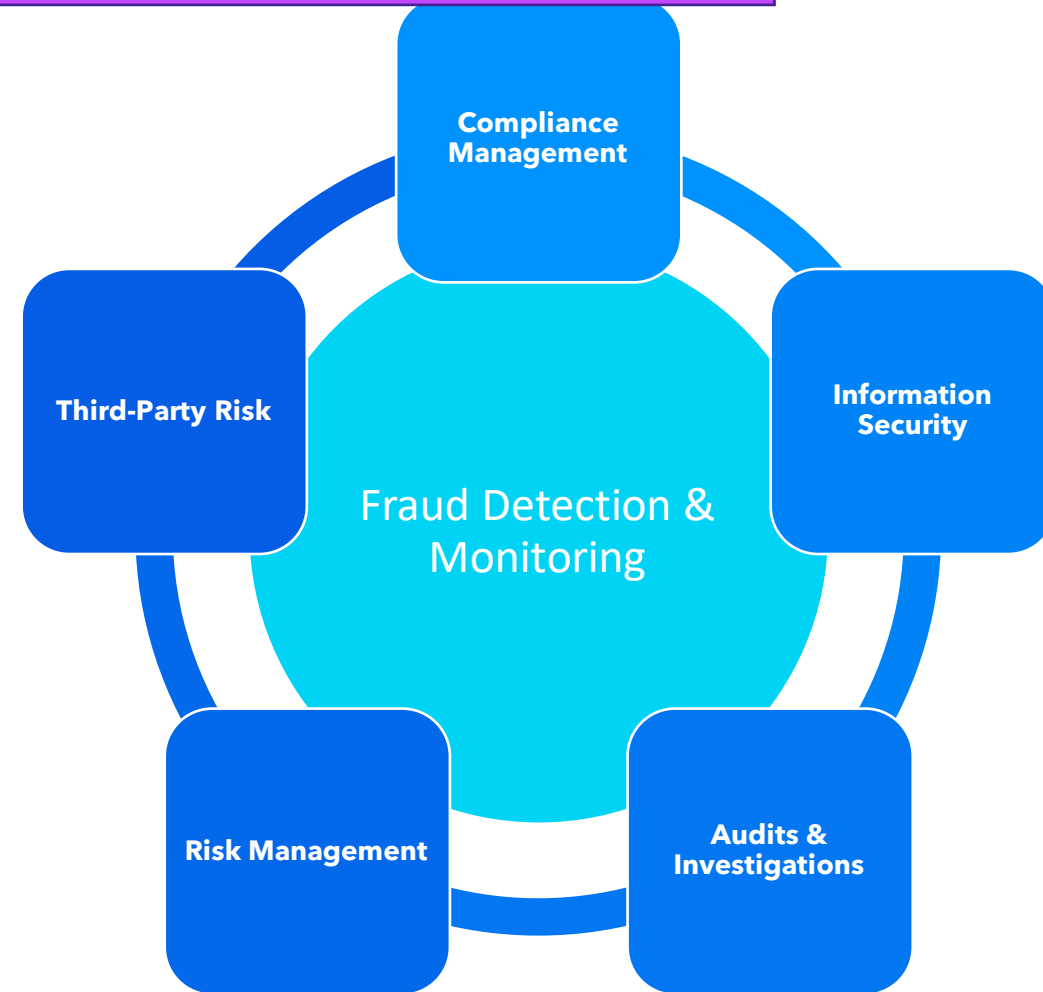 Compliance
Management
Information
Security
Audits &
Investigations
Risk Management
Third-Party Risk
Fraud Detection &
Monitoring